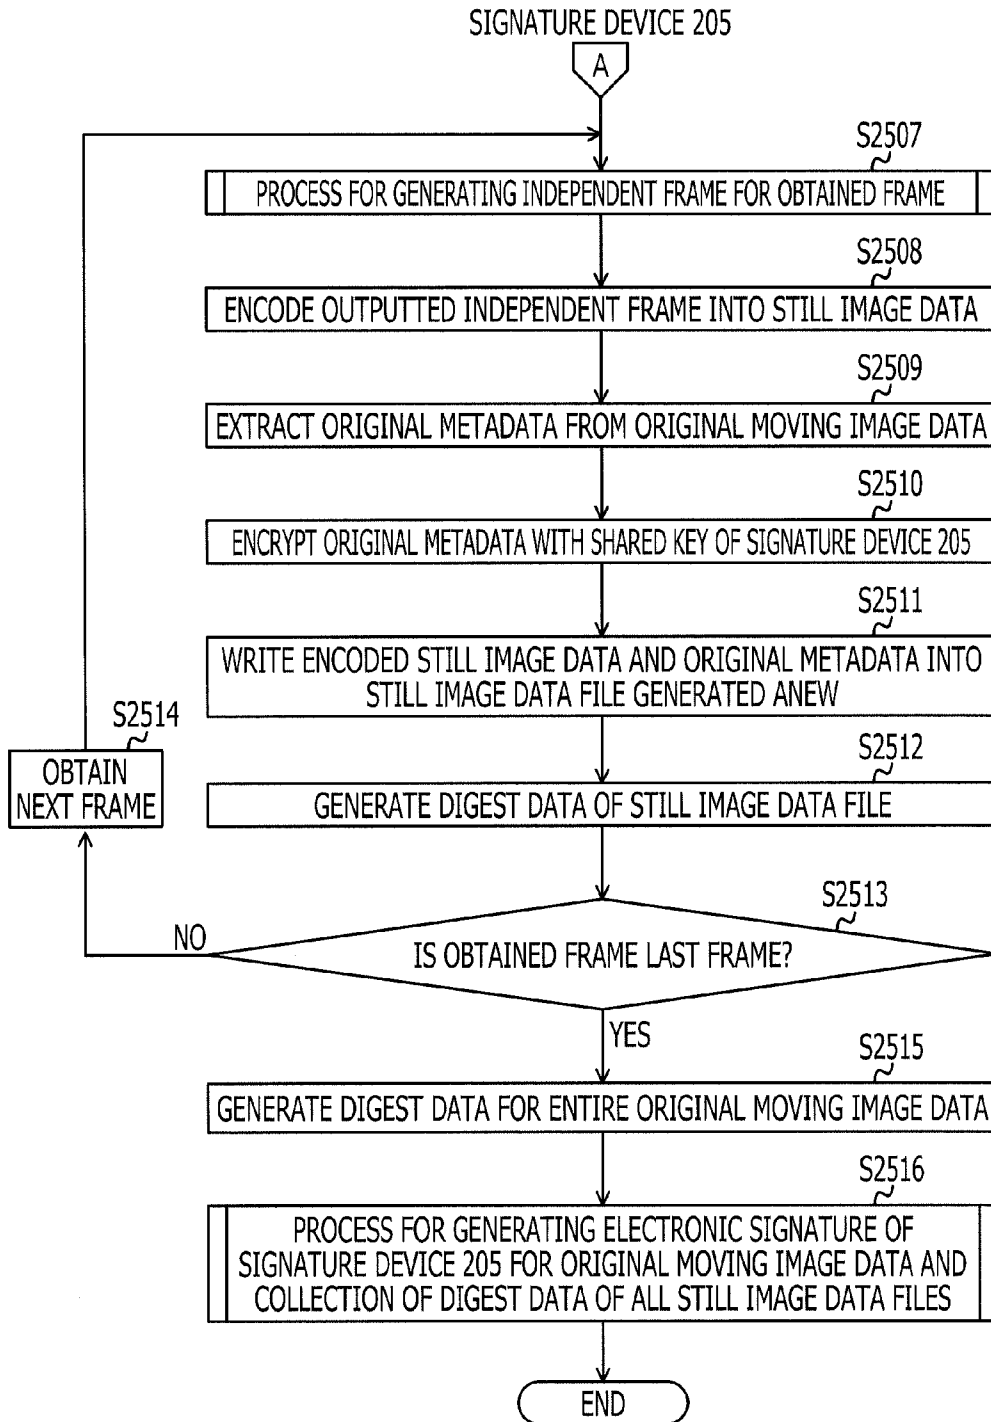 SIGNATURE DEVICE 205
A
S2507
PROCESS FOR GENERATING INDEPENDENT FRAME FOR OBTAINED FRAME
S2508
ENCODE OUTPUTTED INDEPENDENT FRAME INTO STILL IMAGE DATA
S2509
EXTRACT ORIGINAL METADATA FROM ORIGINAL MOVING IMAGE DATA
S2510
ENCRYPT ORIGINAL METADATA WITH SHARED KEY OF SIGNATURE DEVICE 205
S2511
WRITE ENCODED STILL IMAGE DATA AND ORIGINAL METADATA INTO
STILL IMAGE DATA FILE GENERATED ANEW
S2514
OBTAIN
NEXT FRAME
S2512
GENERATE DIGEST DATA OF STILL IMAGE DATA FILE
S2513
NO
IS OBTAINED FRAME LAST FRAME?
YES
S2515
GENERATE DIGEST DATA FOR ENTIRE ORIGINAL MOVING IMAGE DATA
S2516
PROCESS FOR GENERATING ELECTRONIC SIGNATURE OF
SIGNATURE DEVICE 205 FOR ORIGINAL MOVING IMAGE DATA AND
COLLECTION OF DIGEST DATA OF ALL STILL IMAGE DATA FILES
END